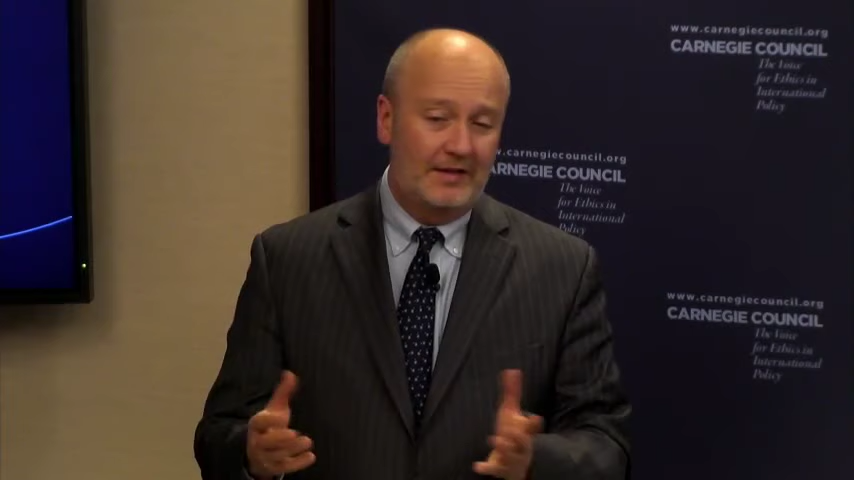 www.carnegiecouncil.org
CARNEGIE COUNCIL
The Voice
for Ethics in
International
Policy
w.carnegiecouncil.org
ARNEGIE COUNCIL
The Voice
for Ethics in
International
Policy
www.carnegiecouncil.org
CARNEGIE COUNCIL
The Voice
for Ethics in
International
Policy